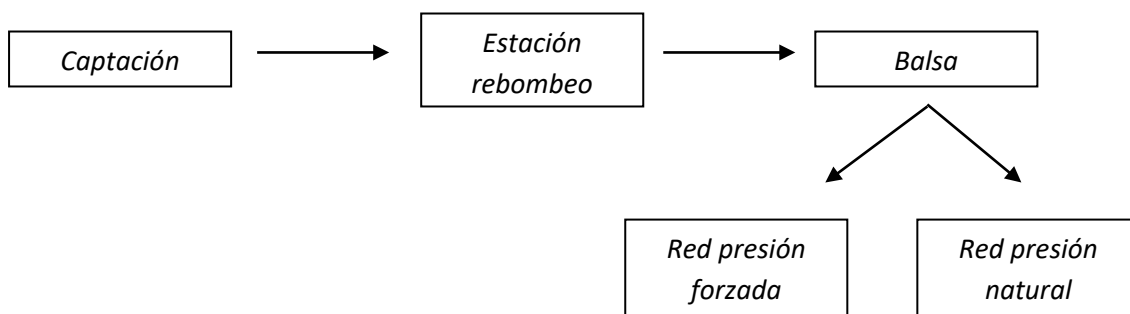 Captación
Estación
rebombeo
Balsa
Red presión
forzada
Red presión
natural